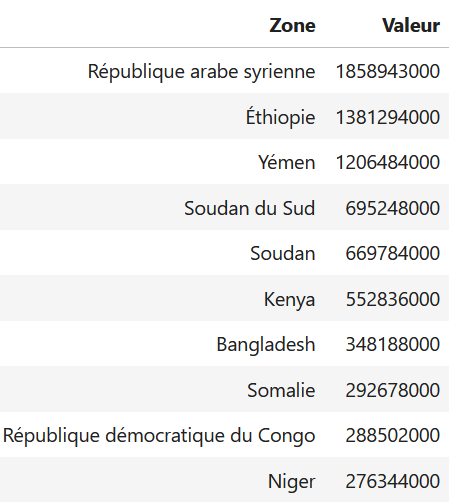 Zone Valeur
République arabe syrienne 1858943000
Éthiopie 1381294000
Yémen 1206484000
Soudan du Sud 695248000
Soudan 669784000
Kenya 552836000
Bangladesh 348188000
Somalie 292678000
République démocratique du Congo 288502000
Niger 276344000